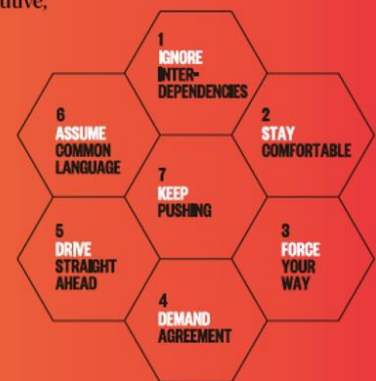 1
IGNORE
INTER-
DEPENDENCIES
6
ASSUME
COMMON
LANGUAGE
2
STAY
COMFORTABLE
7
KEEP
PUSHING
5
DRIVE
STRAIGHT
AHEAD
3
FORCE
YOUR
WAY
4
DEMAND
AGREEMENT